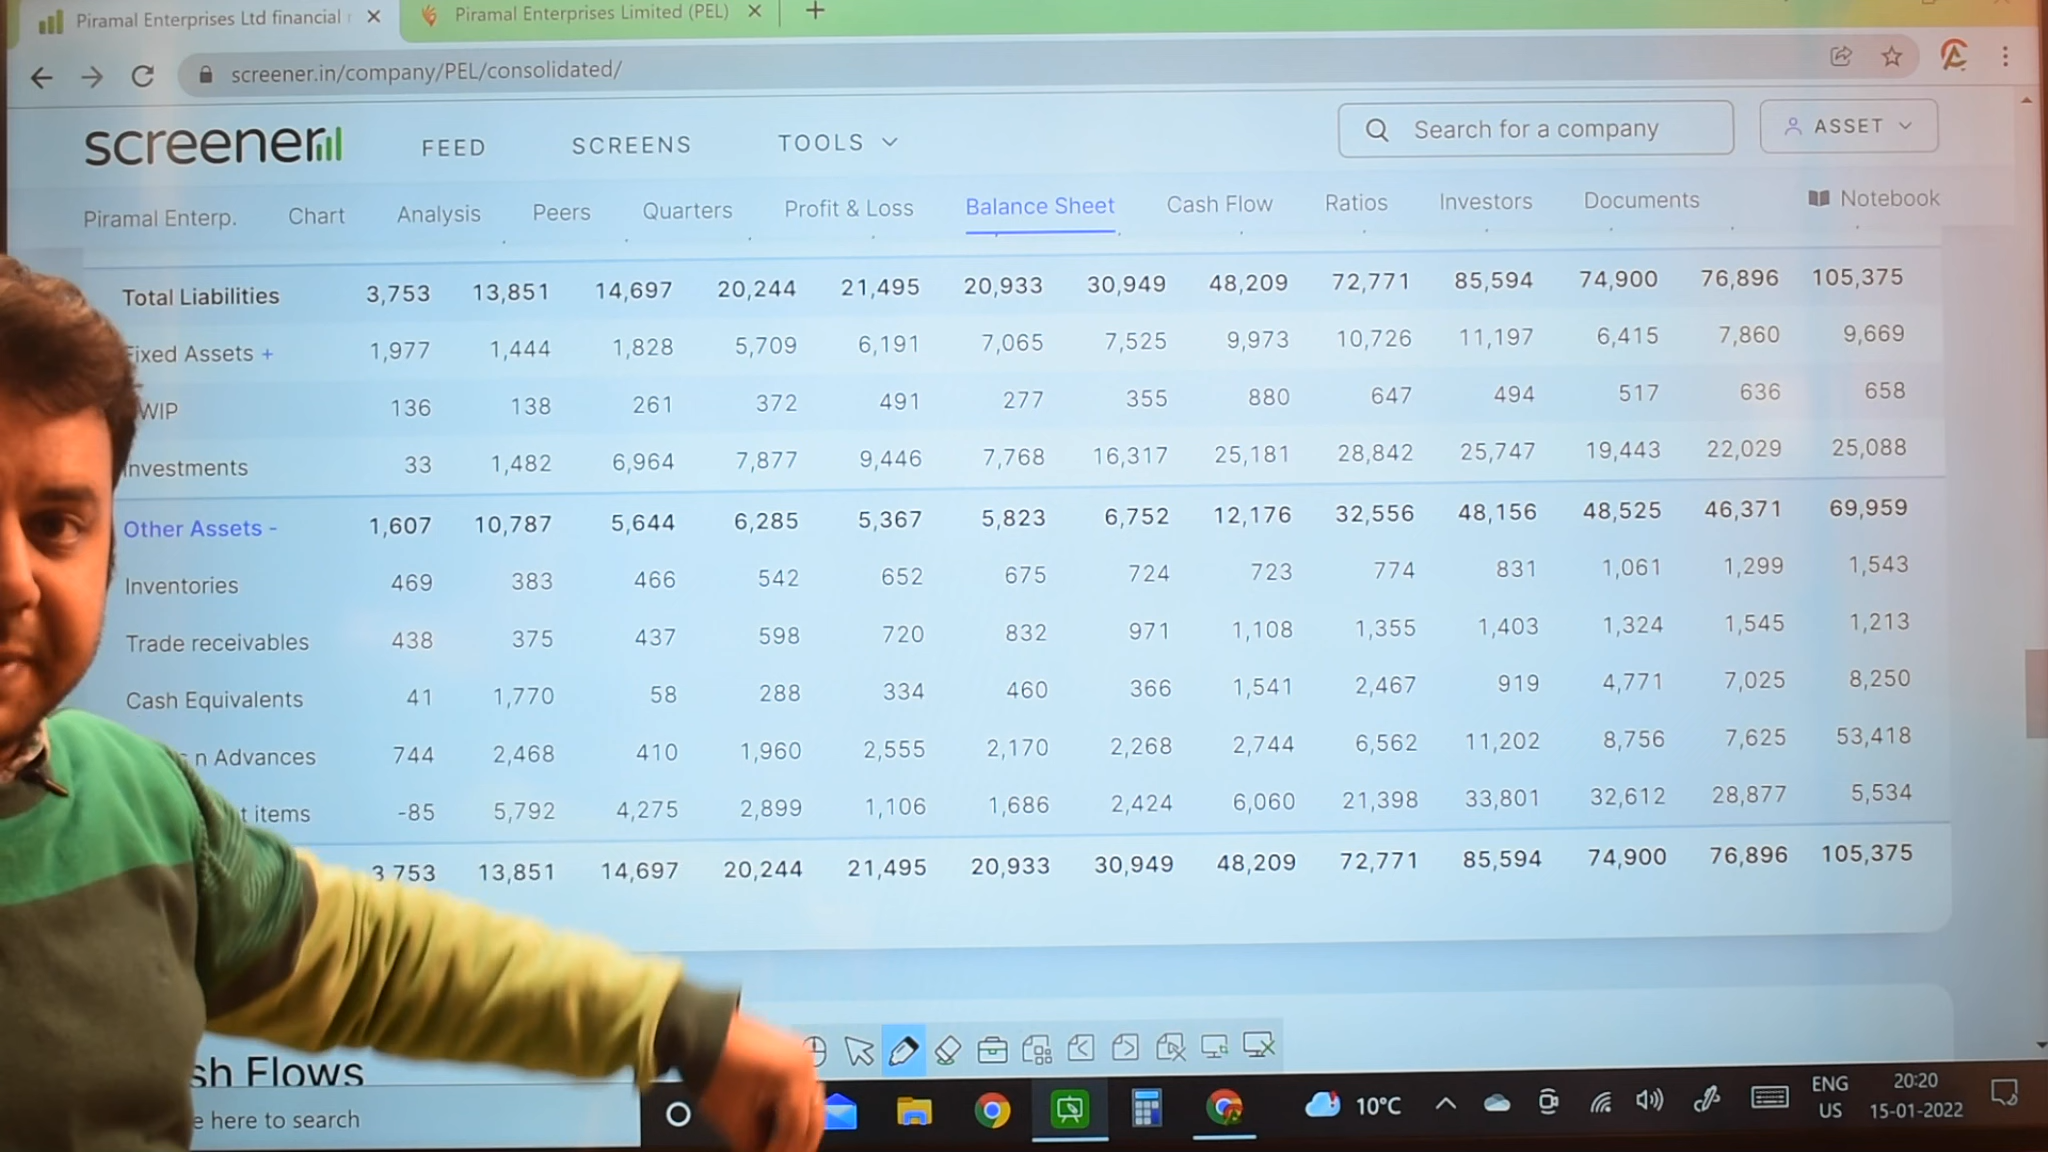 Piramal Enterprises Ltd financial
Piramal Enterprises Limited (PEL)
screener.in/company/PEL/consolidated/
screener FEED SCREENS TOOLS Search for a company ASSET
Piramal Enterp. Chart Analysis Peers Quarters Profit & Loss Balance Sheet Cash Flow Ratios Investors Documents Notebook
Total Liabilities 3,753 13,851 14,697 20,244 21,495 20,933 30,949 48,209 72,771 85,594 74,900 76,896 105,375
Fixed Assets + 1,977 1,444 1,828 5,709 6,191 7,065 7,525 9,973 10,726 11,197 6,415 7,860 9,669
WIP 136 138 261 372 491 277 355 880 647 494 517 636 658
Investments 33 1,482 6,964 7,877 9,446 7,768 16,317 25,181 28,842 25,747 19,443 22,029 25,088
Other Assets - 1,607 10,787 5,644 6,285 5,367 5,823 6,752 12,176 32,556 48,156 48,525 46,371 69,959
Inventories 469 383 466 542 652 675 724 723 774 831 1,061 1,299 1,543
Trade receivables 438 375 437 598 720 832 971 1,108 1,355 1,403 1,324 1,545 1,213
Cash Equivalents 41 1,770 58 288 334 460 366 1,541 2,467 919 4,771 7,025 8,250
n Advances 744 2,468 410 1,960 2,555 2,170 2,268 2,744 6,562 11,202 8,756 7,625 53,418
t items -85 5,792 4,275 2,899 1,106 1,686 2,424 6,060 21,398 33,801 32,612 28,877 5,534
3,753 13,851 14,697 20,244 21,495 20,933 30,949 48,209 72,771 85,594 74,900 76,896 105,375
sh Flows
e here to search
10°C
ENG
US
20:20
15-01-2022